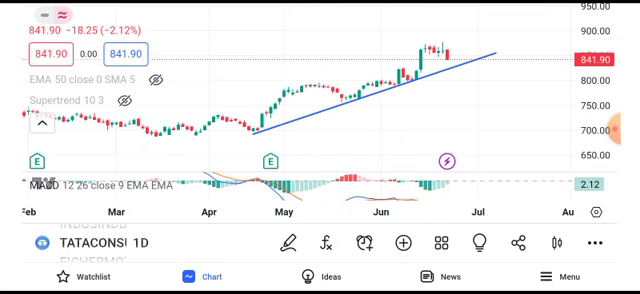 950.00
841.90 −18.25 (−2.12%)
900.00
841.90 0.00 841.90
841.90
EMA 50 close 0 SMA 5
800.00
Supertrend 10 3
750.00
700.00
650.00
E E
MACD 12 26 close 9 EMA EMA
2.12
Feb Mar Apr May Jun Jul Au
TATACONSU 1D
Watchlist Chart Ideas News Menu